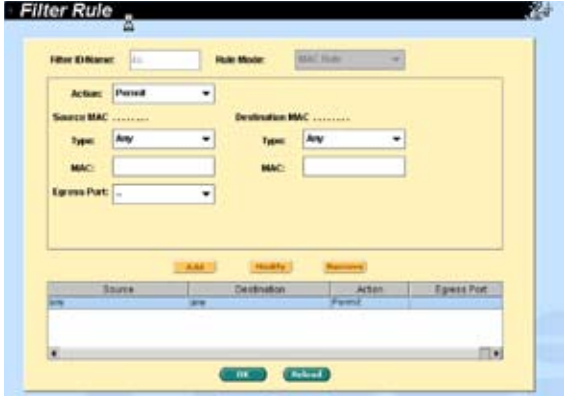 Filter Rule
Filter ID/Name: Rule Mode: MAC Rule
Action: Permit
Source MAC ........ Destination MAC ........
Type: Any Type: Any
MAC: MAC:
Egress Port: --
Add Modify Remove
Source Destination Action Egress Port
any any Permit
OK Reload